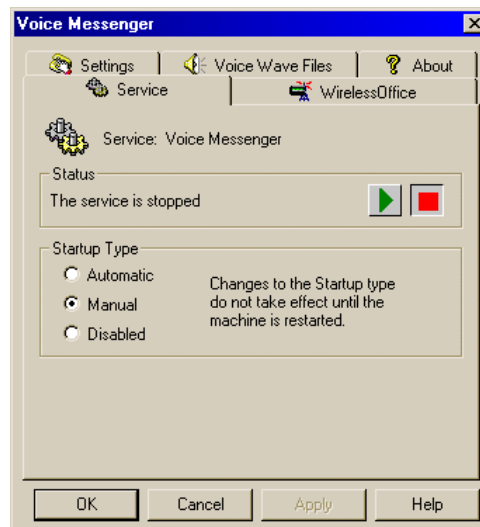 Voice Messenger
Settings
Voice Wave Files
About
Service
WirelessOffice
Service: Voice Messenger
Status
The service is stopped
Startup Type
Automatic
Manual
Disabled
Changes to the Startup type
do not take effect until the
machine is restarted.
OK
Cancel
Apply
Help